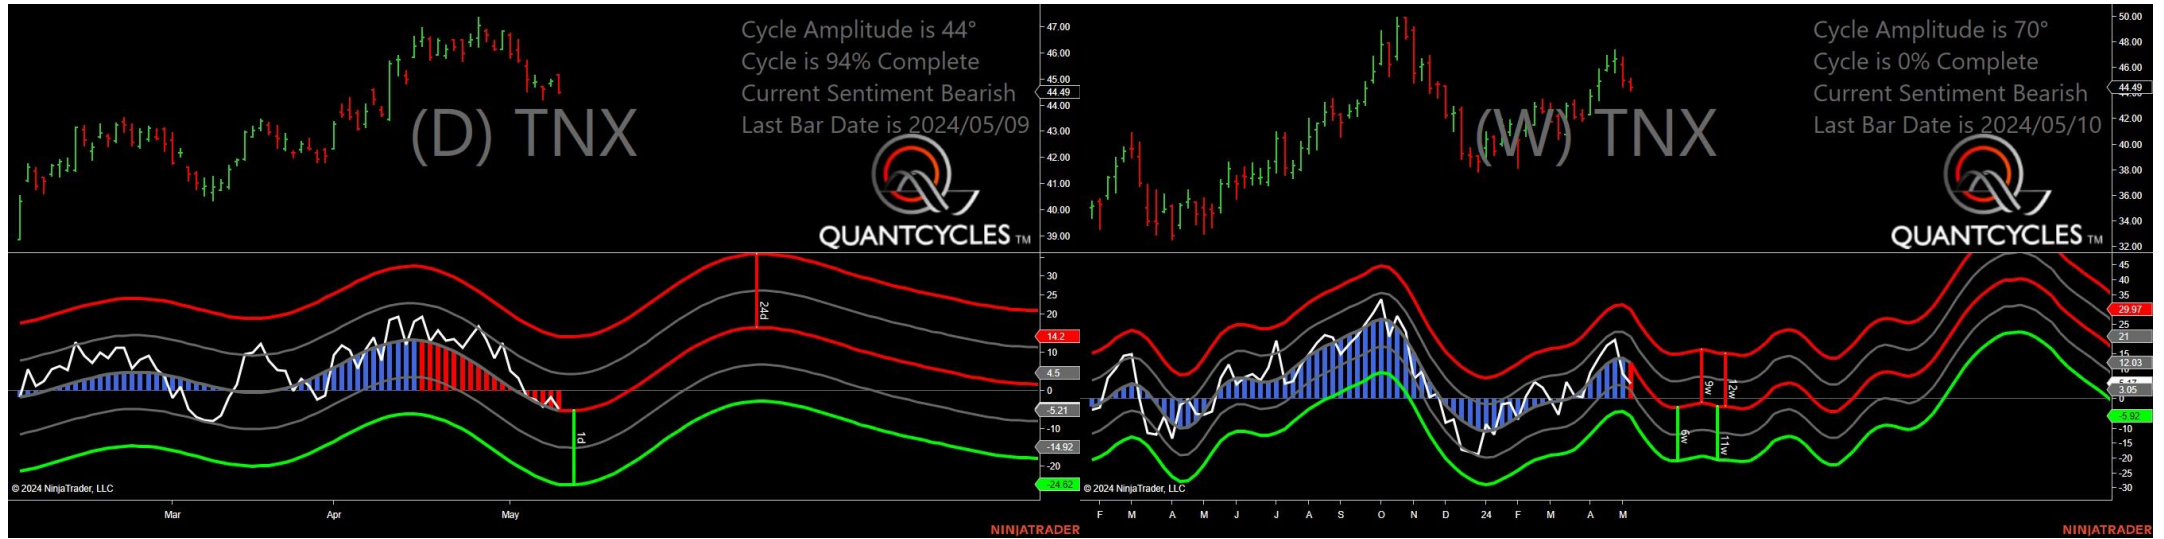 Cycle Amplitude is 44°
Cycle is 94% Complete
Current Sentiment Bearish
Last Bar Date is 2024/05/09
(D) TNX
QUANTCYCLES TM
47.00
46.00
45.00
44.49
44.00
43.00
42.00
41.00
40.00
39.00
24d
1d
30
25
20
14.2
10
4.5
0
-5.21
-10
-14.92
-20
-24.62
© 2024 NinjaTrader, LLC
Mar
Apr
May
NINJATRADER
Cycle Amplitude is 70°
Cycle is 0% Complete
Current Sentiment Bearish
Last Bar Date is 2024/05/10
(W) TNX
QUANTCYCLES TM
50.00
48.00
46.00
44.49
42.00
40.00
38.00
36.00
34.00
32.00
9w
12w
6w
11w
45
40
35
29.97
25
21
15
12.03
3.05
0
-5.92
-10
-15
-20
-25
-30
© 2024 NinjaTrader, LLC
F M A M J J A S O N D 24 F M A M
NINJATRADER